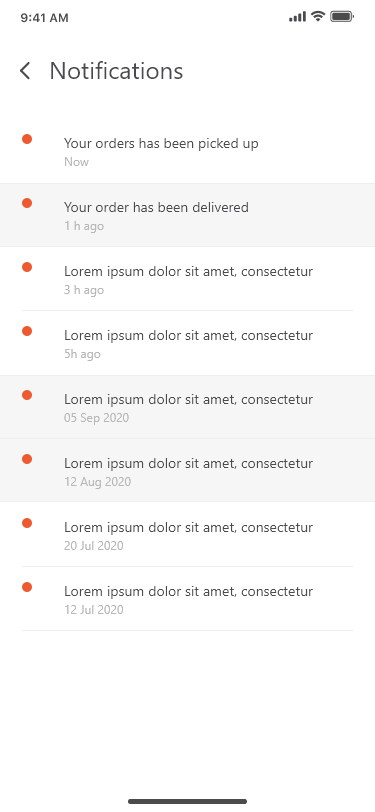 9:41 AM
Notifications
Your orders has been picked up
Now
Your order has been delivered
1 h ago
Lorem ipsum dolor sit amet, consectetur
3 h ago
Lorem ipsum dolor sit amet, consectetur
5h ago
Lorem ipsum dolor sit amet, consectetur
05 Sep 2020
Lorem ipsum dolor sit amet, consectetur
12 Aug 2020
Lorem ipsum dolor sit amet, consectetur
20 Jul 2020
Lorem ipsum dolor sit amet, consectetur
12 Jul 2020